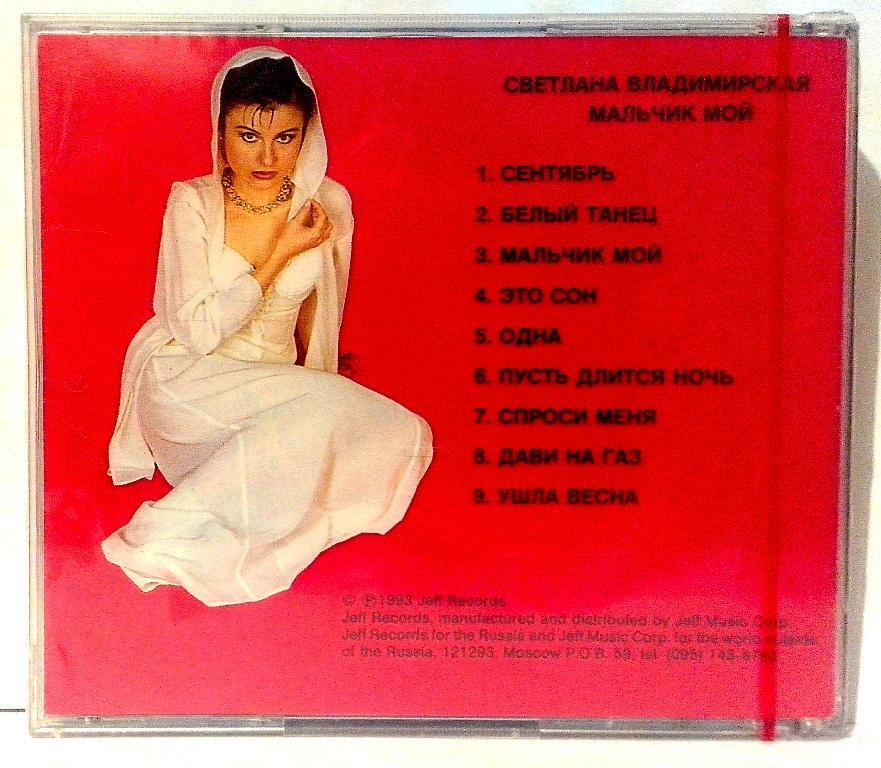 СВЕТЛАНА ВЛАДИМИРСКАЯ
МАЛЬЧИК МОЙ
1. СЕНТЯБРЬ
2. БЕЛЫЙ ТАНЕЦ
3. МАЛЬЧИК МОЙ
4. ЭТО СОН
5. ОДНА
6. ПУСТЬ ДЛИТСЯ НОЧЬ
7. СПРОСИ МЕНЯ
8. ДАВИ НА ГАЗ
9. УШЛА ВЕСНА
© ℗ 1993 Jeff Records
Jeff Records, manufactured and distributed by Jeff Music Corp.
Jeff Records for the Russia and Jeff Music Corp. for the world outside
of the Russia, 121293, Moscow P.O.B. 59, tel. (095)